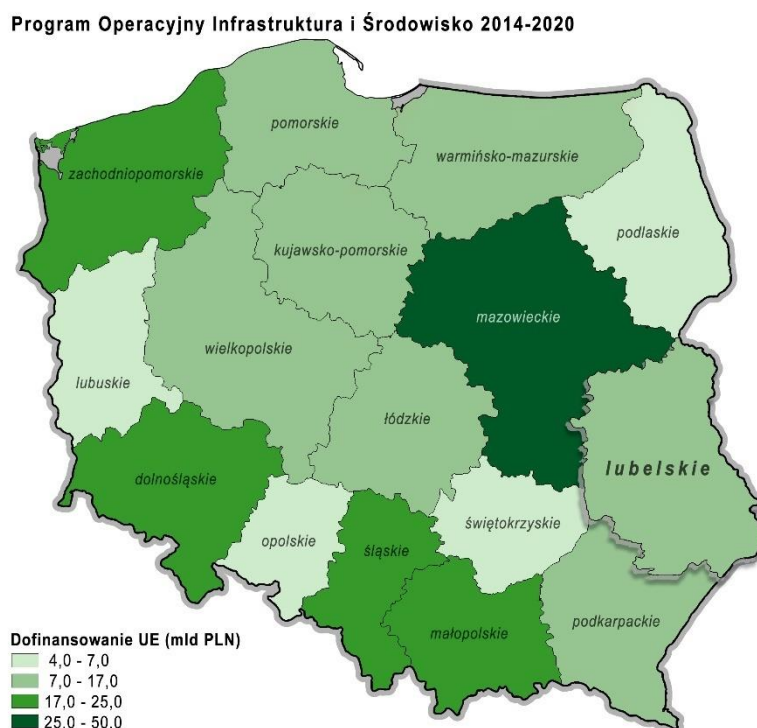 Program Operacyjny Infrastruktura i Środowisko 2014-2020
pomorskie
warmińsko-mazurskie
zachodniopomorskie
podlaskie
kujawsko-pomorskie
mazowieckie
wielkopolskie
lubuskie
łódzkie
lubelskie
dolnośląskie
świętokrzyskie
opolskie
śląskie
podkarpackie
małopolskie
Dofinansowanie UE (mld PLN)
4,0 - 7,0
7,0 - 17,0
17,0 - 25,0
25,0 - 50,0